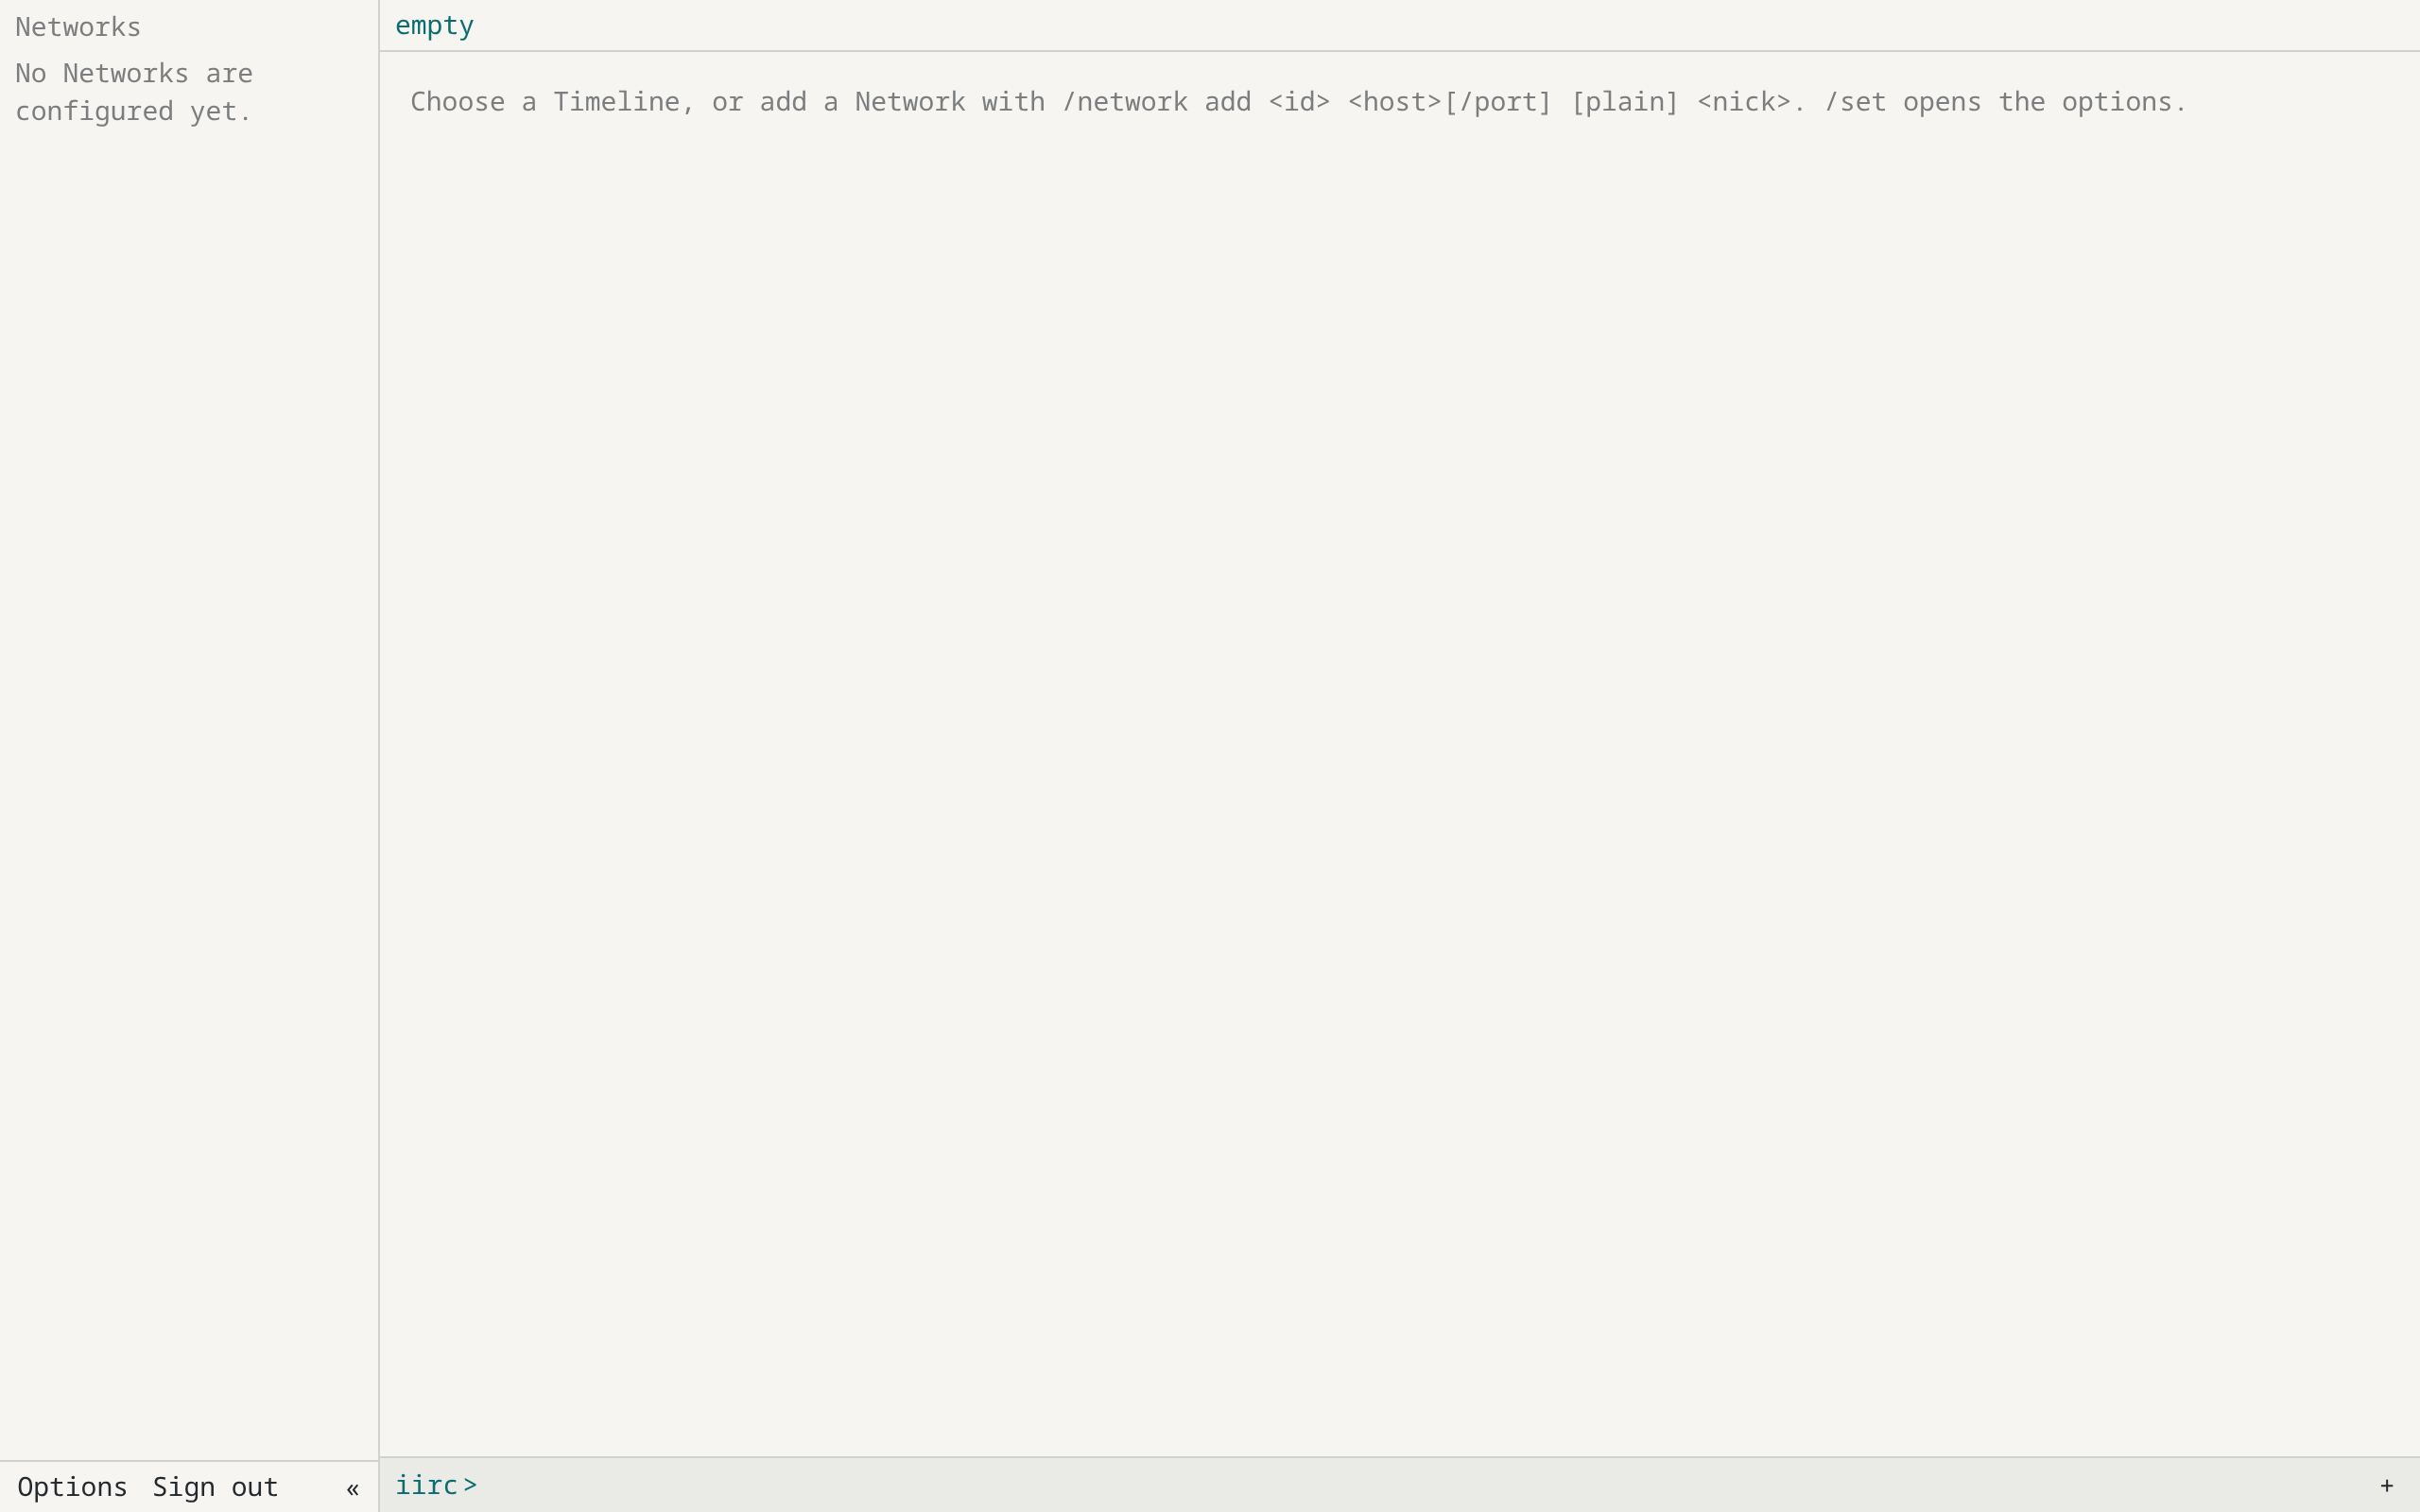 Networks
No Networks are
configured yet.
empty
Choose a Timeline, or add a Network with /network add <id> <host>[/port] [plain] <nick>. /set opens the options.
Options Sign out «
iirc> +